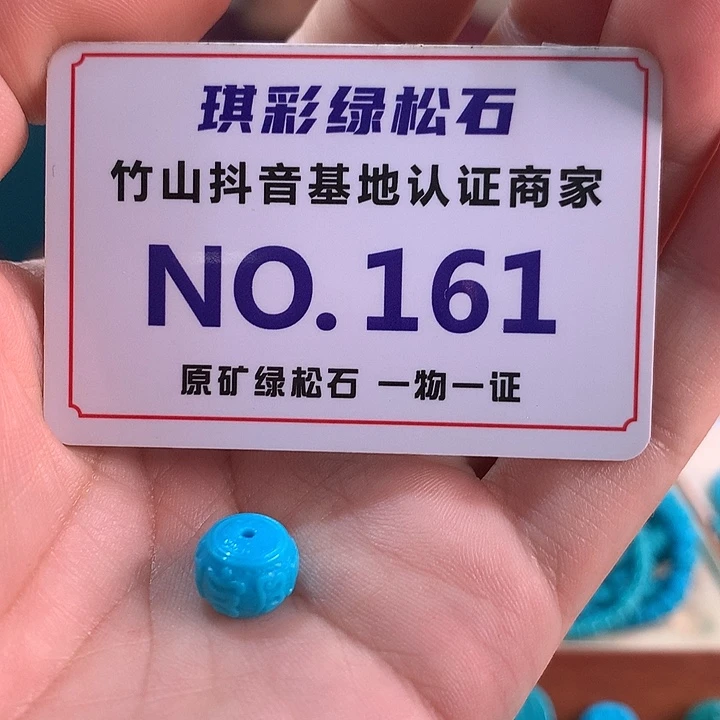 琪彩绿松石
竹山抖音基地认证商家
NO.161
原矿绿松石 一物一证